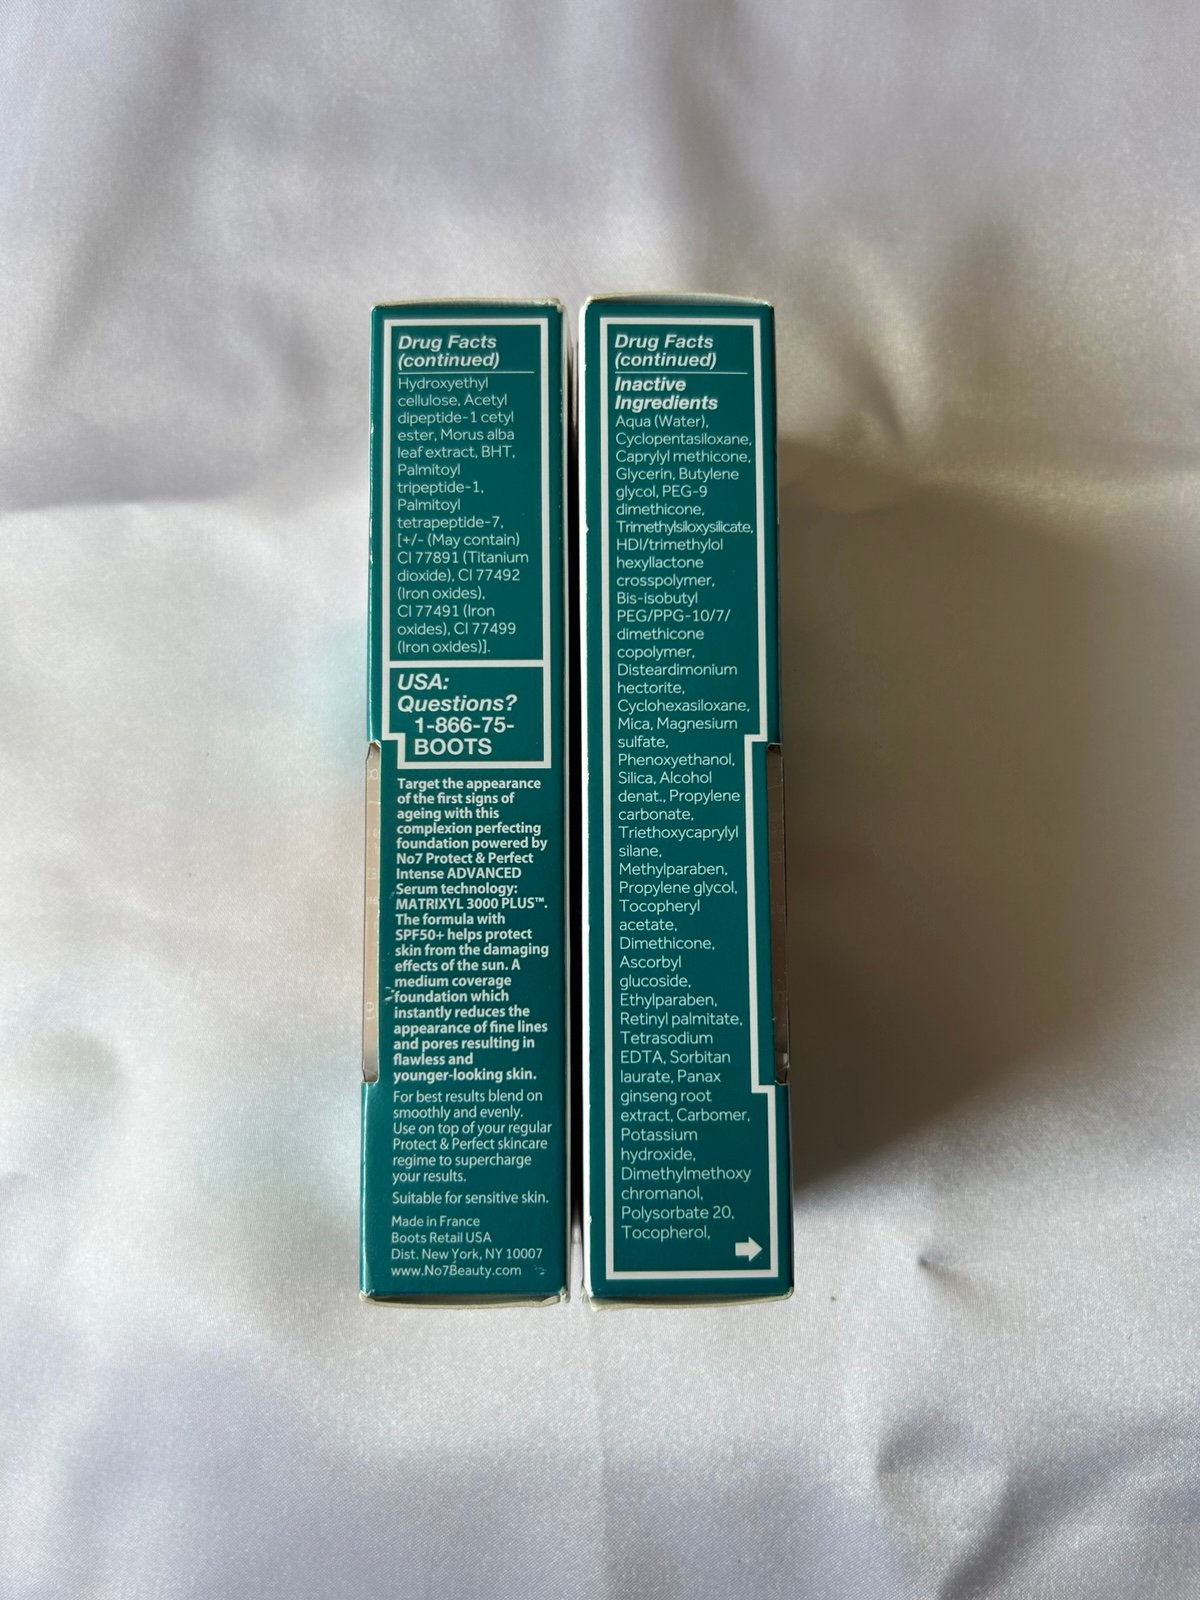 Drug Facts
(continued)
Hydroxyethyl
cellulose, Acetyl
dipeptide-1 cetyl
ester, Morus alba
leaf extract, BHT,
Palmitoyl
tripeptide-1,
Palmitoyl
tetrapeptide-7,
[+/- (May contain)
CI 77891 (Titanium
dioxide), CI 77492
(Iron oxides),
CI 77491 (Iron
oxides), CI 77499
(Iron oxides)].
USA:
Questions?
1-866-75-
BOOTS
Target the appearance
of the first signs of
ageing with this
complexion perfecting
foundation powered by
No7 Protect & Perfect
Intense ADVANCED
Serum technology:
MATRIXYL 3000 PLUS™.
The formula with
SPF50+ helps protect
skin from the damaging
effects of the sun. A
medium coverage
foundation which
instantly reduces the
appearance of fine lines
and pores resulting in
flawless and
younger-looking skin.
For best results blend on
smoothly and evenly.
Use on top of your regular
Protect & Perfect skincare
regime to supercharge
your results.
Suitable for sensitive skin.
Made in France
Boots Retail USA
Dist. New York, NY 10007
www.No7Beauty.com
Drug Facts
(continued)
Inactive
Ingredients
Aqua (Water),
Cyclopentasiloxane,
Caprylyl methicone,
Glycerin, Butylene
glycol, PEG-9
dimethicone,
Trimethylsiloxysilicate,
HDI/trimethylol
hexyllactone
crosspolymer,
Bis-isobutyl
PEG/PPG-10/7/
dimethicone
copolymer,
Disteardimonium
hectorite,
Cyclohexasiloxane,
Mica, Magnesium
sulfate,
Phenoxyethanol,
Silica, Alcohol
denat., Propylene
carbonate,
Triethoxycaprylyl
silane,
Methylparaben,
Propylene glycol,
Tocopheryl
acetate,
Dimethicone,
Ascorbyl
glucoside,
Ethylparaben,
Retinyl palmitate,
Tetrasodium
EDTA, Sorbitan
laurate, Panax
ginseng root
extract, Carbomer,
Potassium
hydroxide,
Dimethylmethoxy
chromanol,
Polysorbate 20,
Tocopherol,